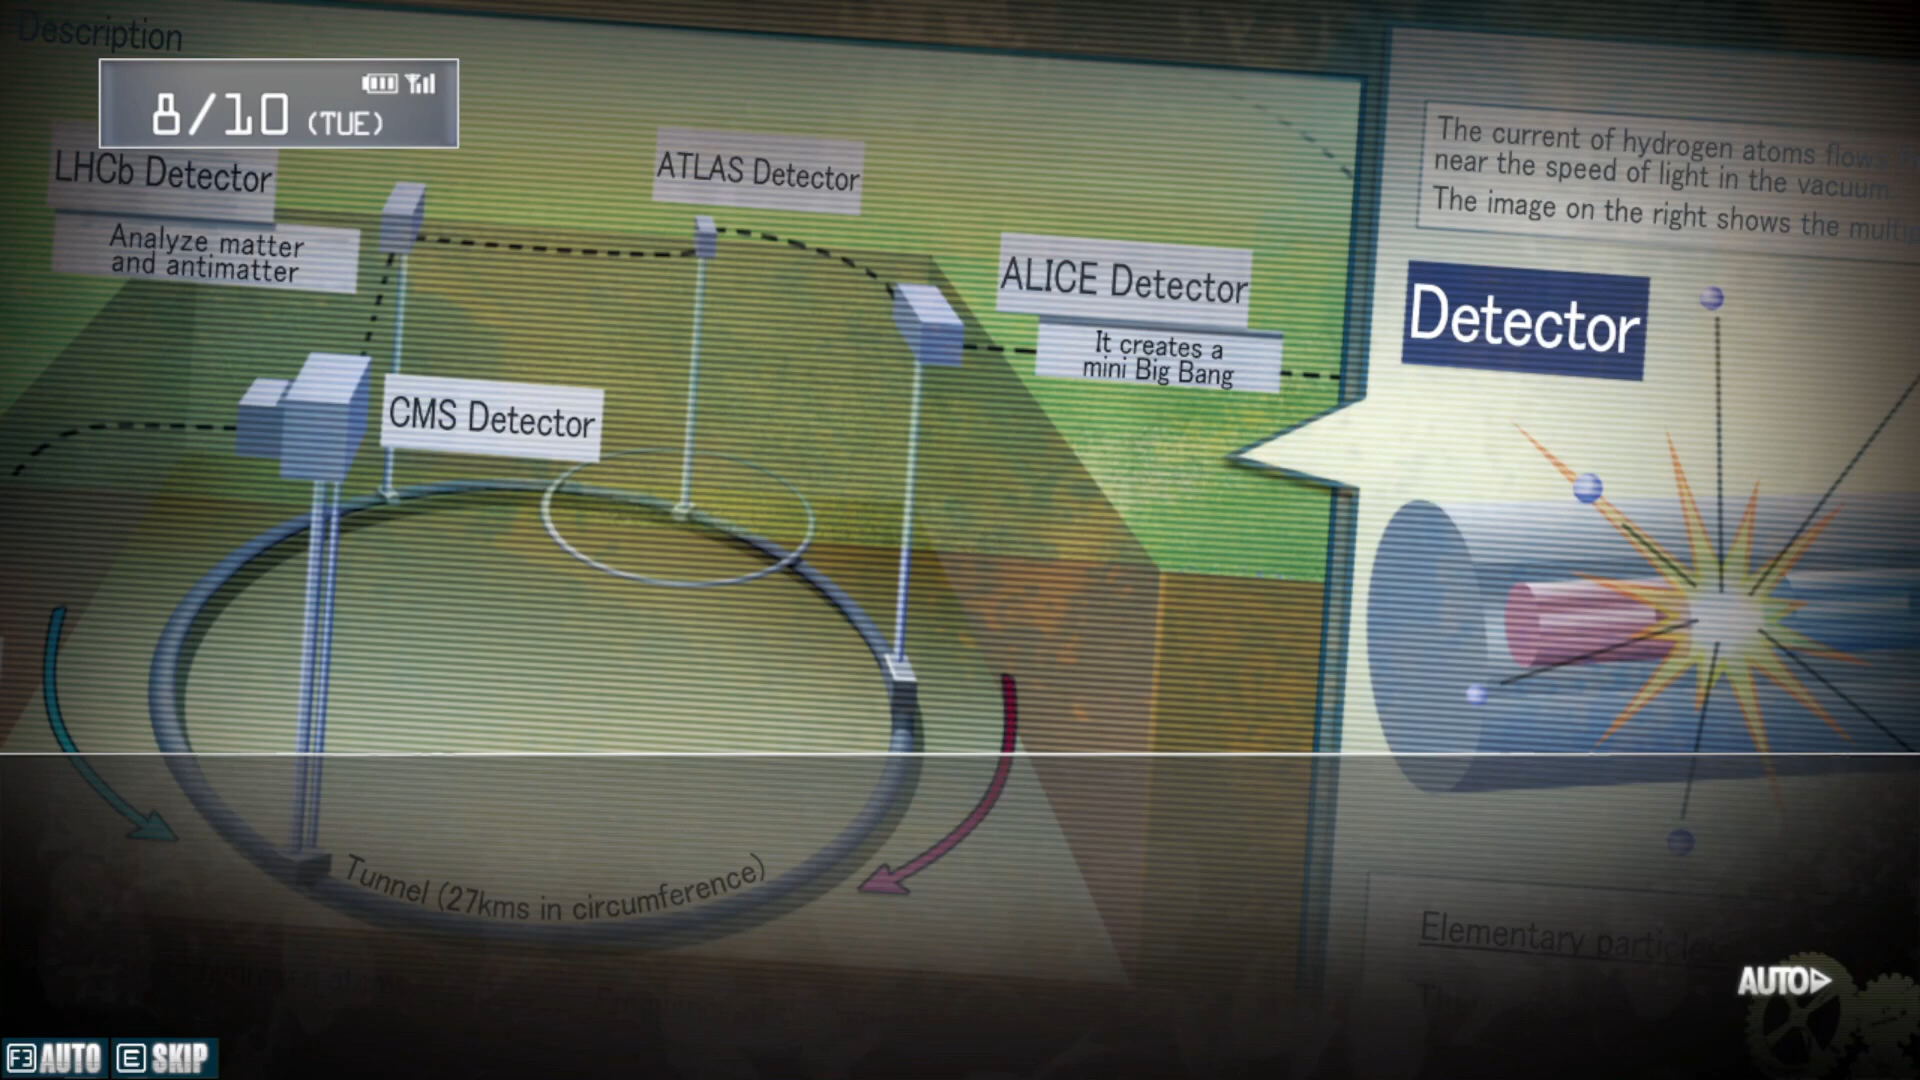 Description
8/10 (TUE)
LHCb Detector
Analyze matter
and antimatter
ATLAS Detector
ALICE Detector
It creates a
mini Big Bang
CMS Detector
Tunnel (27kms in circumference)
The current of hydrogen atoms flows
near the speed of light in the vacuum.
The image on the right shows the
Detector
Elementary
AUTO
F3 AUTO E SKIP